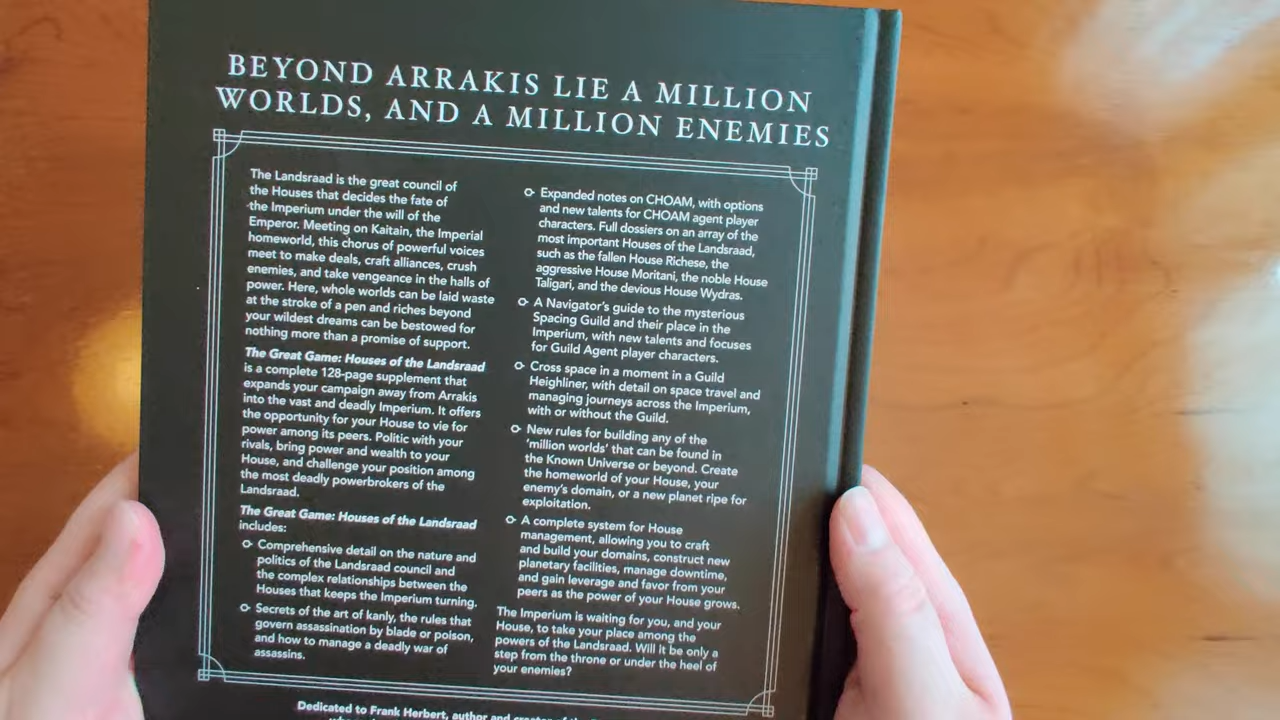 BEYOND ARRAKIS LIE A MILLION
WORLDS, AND A MILLION ENEMIES
The Landsraad is the great council of
the Houses that decides the fate of
the Imperium under the will of the
Emperor. Meeting on Kaitain, the Imperial
homeworld, this chorus of powerful voices
meet to make deals, craft alliances, crush
enemies, and take vengeance in the halls of
power. Here, whole worlds can be laid waste
at the stroke of a pen and riches beyond
your wildest dreams can be bestowed for
nothing more than a promise of support.
The Great Game: Houses of the Landsraad
is a complete 128-page supplement that
expands your campaign away from Arrakis
into the vast and deadly Imperium. It offers
the opportunity for your House to vie for
power among its peers. Politic with your
rivals, bring power and wealth to your
House, and challenge your position among
the most deadly powerbrokers of the
Landsraad.
The Great Game: Houses of the Landsraad
includes:
Comprehensive detail on the nature and
politics of the Landsraad council and
the complex relationships between the
Houses that keeps the Imperium turning.
Secrets of the art of kanly, the rules that
govern assassination by blade or poison,
and how to manage a deadly war of
assassins.
Expanded notes on CHOAM, with options
and new talents for CHOAM agent player
characters. Full dossiers on an array of the
most important Houses of the Landsraad,
such as the fallen House Richese, the
aggressive House Moritani, the noble House
Taligari, and the devious House Wydras.
A Navigator's guide to the mysterious
Spacing Guild and their place in the
Imperium, with new talents and focuses
for Guild Agent player characters.
Cross space in a moment in a Guild
Heighliner, with detail on space travel and
managing journeys across the Imperium,
with or without the Guild.
New rules for building any of the
'million worlds' that can be found in
the Known Universe or beyond. Create
the homeworld of your House, your
enemy's domain, or a new planet ripe for
exploitation.
A complete system for House
management, allowing you to craft
and build your domains, construct new
planetary facilities, manage downtime,
and gain leverage and favor from your
peers as the power of your House grows.
The Imperium is waiting for you, and your
House, to take your place among the
powers of the Landsraad. Will it be only a
step from the throne or under the heel of
your enemies?
Dedicated to Frank Herbert, author and creator of the